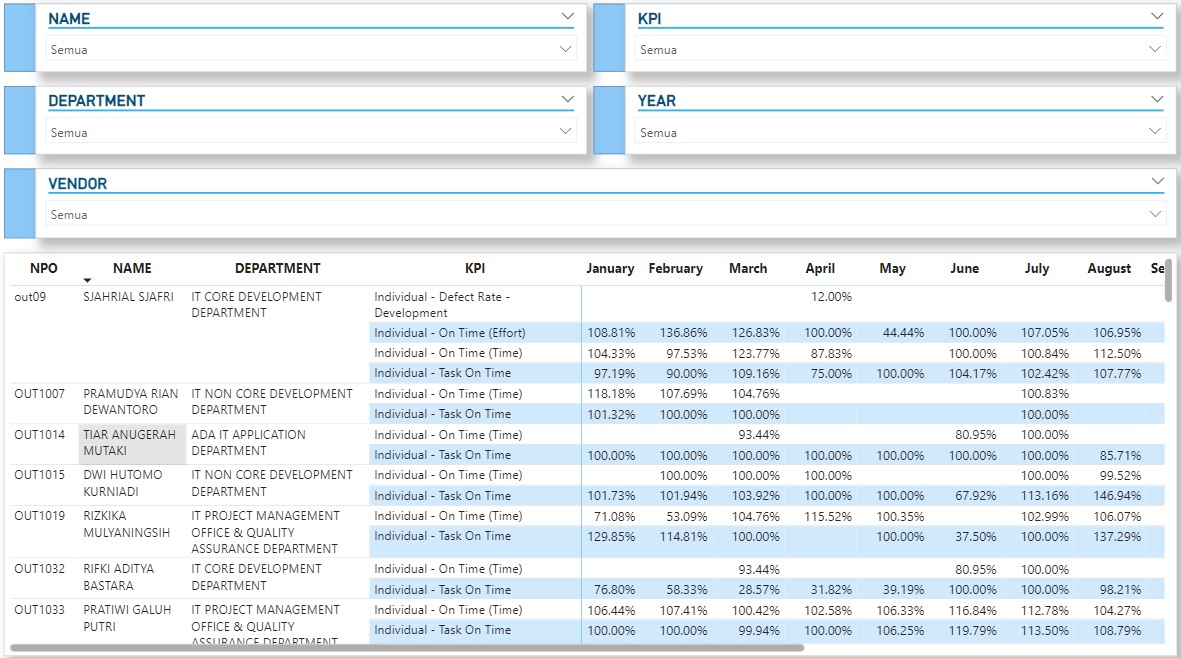 NAME
Semua
KPI
Semua
DEPARTMENT
Semua
YEAR
Semua
VENDOR
Semua
NPO NAME DEPARTMENT KPI January February March April May June July August Se
out09 SJAHRIAL SJAFRI IT CORE DEVELOPMENT DEPARTMENT Individual - Defect Rate - Development 12.00%
Individual - On Time (Effort) 108.81% 136.86% 126.83% 100.00% 44.44% 100.00% 107.05% 106.95%
Individual - On Time (Time) 104.33% 97.53% 123.77% 87.83% 100.00% 100.84% 112.50%
Individual - Task On Time 97.19% 90.00% 109.16% 75.00% 100.00% 104.17% 102.42% 107.77%
OUT1007 PRAMUDYA RIAN DEWANTORO IT NON CORE DEVELOPMENT DEPARTMENT Individual - On Time (Time) 118.18% 107.69% 104.76% 100.83%
Individual - Task On Time 101.32% 100.00% 100.00% 100.00%
OUT1014 TIAR ANUGERAH MUTAKI ADA IT APPLICATION DEPARTMENT Individual - On Time (Time) 93.44% 80.95% 100.00%
Individual - Task On Time 100.00% 100.00% 100.00% 100.00% 100.00% 100.00% 100.00% 85.71%
OUT1015 DWI HUTOMO KURNIADI IT NON CORE DEVELOPMENT DEPARTMENT Individual - On Time (Time) 100.00% 100.00% 100.00% 100.00% 99.52%
Individual - Task On Time 101.73% 101.94% 103.92% 100.00% 100.00% 67.92% 113.16% 146.94%
OUT1019 RIZKIKA MULYANINGSIH IT PROJECT MANAGEMENT OFFICE & QUALITY ASSURANCE DEPARTMENT Individual - On Time (Time) 71.08% 53.09% 104.76% 115.52% 100.35% 102.99% 106.07%
Individual - Task On Time 129.85% 114.81% 100.00% 100.00% 37.50% 100.00% 137.29%
OUT1032 RIFKI ADITYA BASTARA IT CORE DEVELOPMENT DEPARTMENT Individual - On Time (Time) 93.44% 80.95% 100.00%
Individual - Task On Time 76.80% 58.33% 28.57% 31.82% 39.19% 100.00% 100.00% 98.21%
OUT1033 PRATIWI GALUH PUTRI IT PROJECT MANAGEMENT OFFICE & QUALITY ASSURANCE DEPARTMENT Individual - On Time (Time) 106.44% 107.41% 100.42% 102.58% 106.33% 116.84% 112.78% 104.27%
Individual - Task On Time 100.00% 100.00% 99.94% 100.00% 106.25% 119.79% 113.50% 108.79%